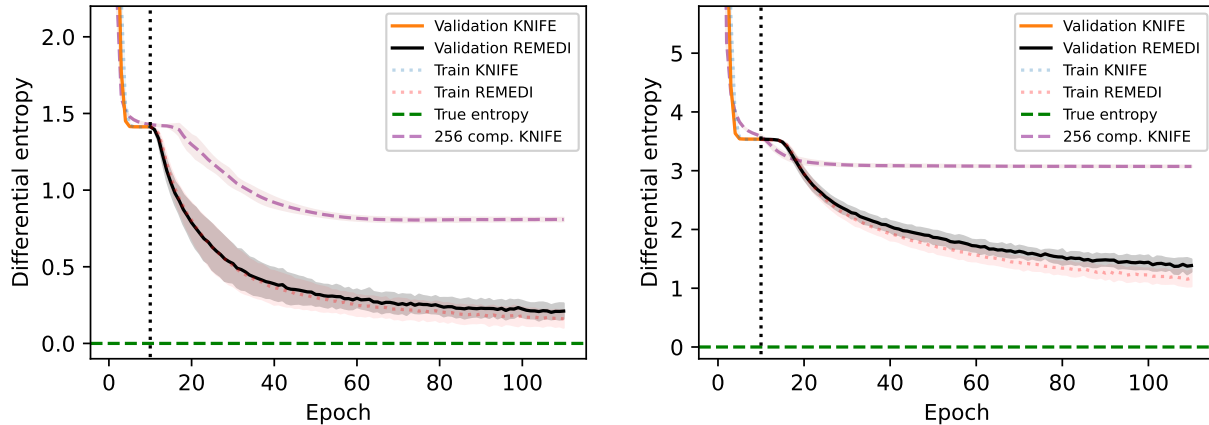 Differential entropy
2.0
1.5
1.0
0.5
0.0
Validation KNIFE
Validation REMEDI
Train KNIFE
Train REMEDI
True entropy
256 comp. KNIFE
0 20 40 60 80 100
Epoch
Differential entropy
5
4
3
2
1
0
Validation KNIFE
Validation REMEDI
Train KNIFE
Train REMEDI
True entropy
256 comp. KNIFE
0 20 40 60 80 100
Epoch